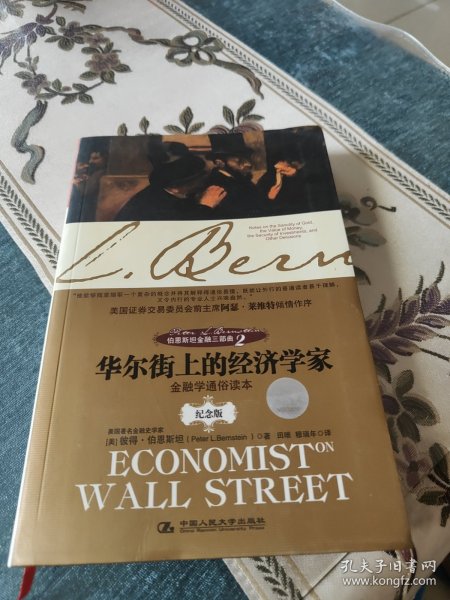 L. Bern
Notes on the Sanctity of Gold,
the Value of Money,
the Security of Investments, and
Other Delusions
美国证券交易委员会前主席阿瑟·莱维特倾情作序
Peter L. Bernstein
伯恩斯坦金融三部曲2
华尔街上的经济学家
金融学通俗读本
纪念版
美国著名金融史学家
[美] 彼得·伯恩斯坦(Peter L.Bernstein)著
译
ECONOMIST ON
WALL STREET
中国人民大学出版社
China Renmin University Press
孔夫子旧书网
www.kongfz.com